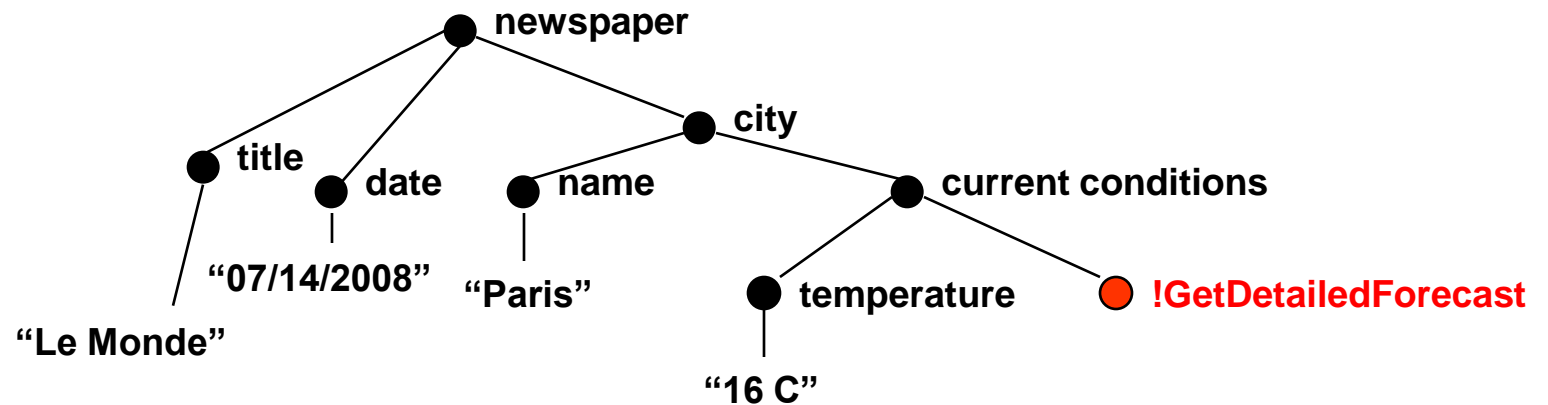 newspaper
city
title
date
name
current conditions
“07/14/2008”
“Paris”
temperature
!GetDetailedForecast
“Le Monde”
“16 C”